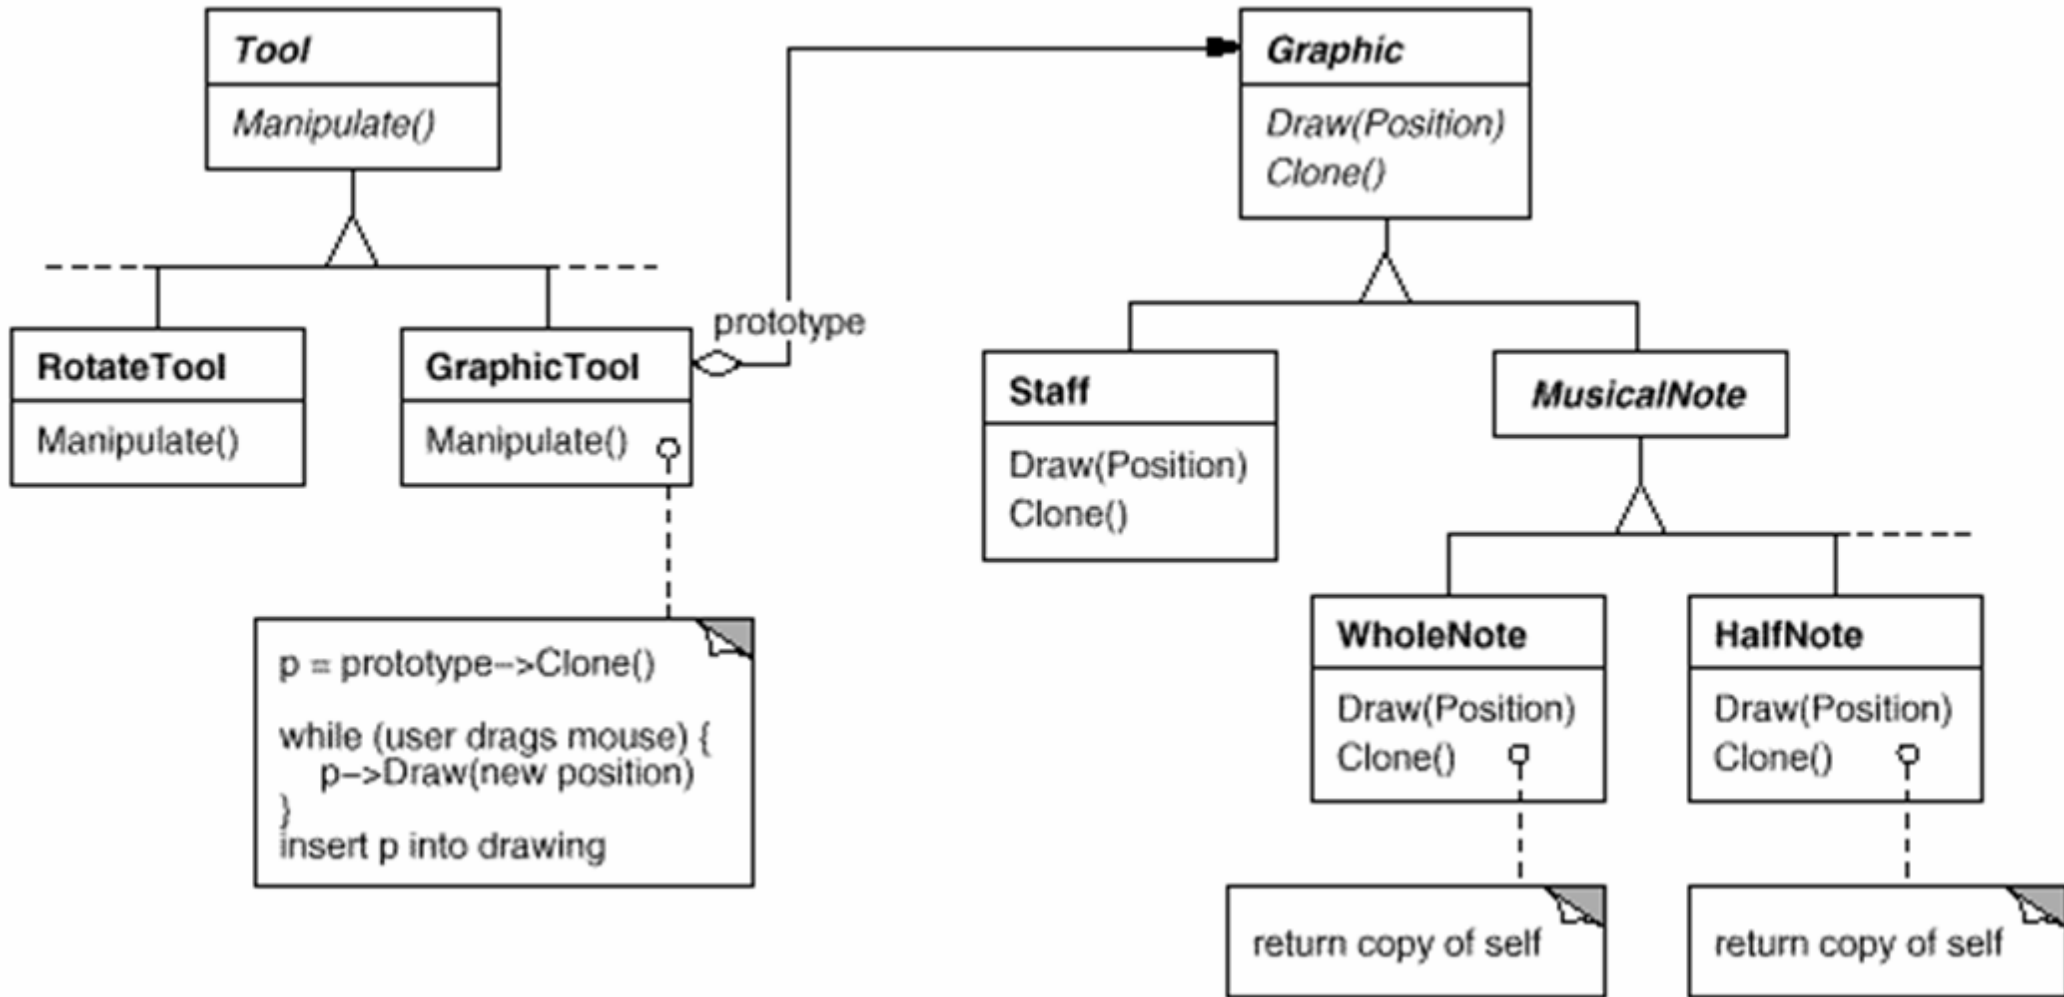 Tool
Manipulate()
Graphic
Draw(Position)
Clone()
prototype
RotateTool
Manipulate()
GraphicTool
Manipulate()
Staff
Draw(Position)
Clone()
MusicalNote
p = prototype–>Clone()
while (user drags mouse) {
p–>Draw(new position)
}
insert p into drawing
WholeNote
Draw(Position)
Clone()
HalfNote
Draw(Position)
Clone()
return copy of self
return copy of self